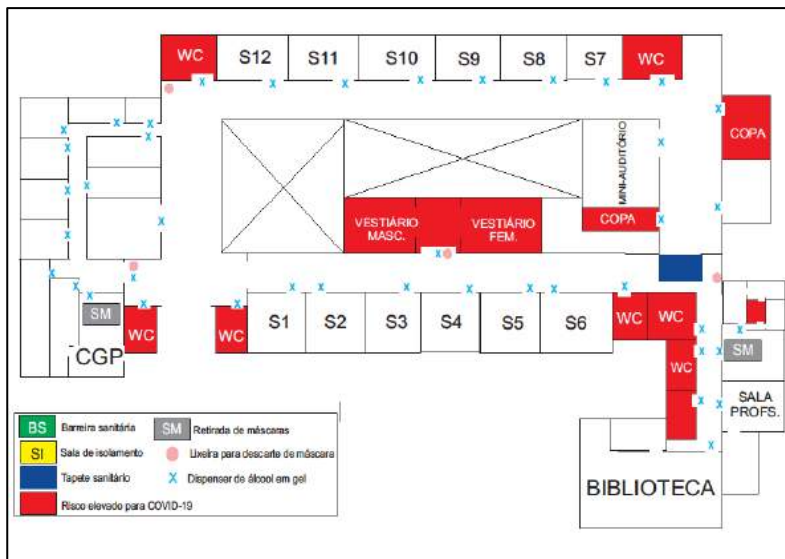 WC S12 S11 S10 S9 S8 S7 WC
COPA
MINI-AUDITÓRIO
COPA
VESTIÁRIO
MASC.
VESTIÁRIO
FEM.
SM
CGP
WC
WC
S1 S2 S3 S4 S5 S6
WC
WC
WC
SM
SALA
PROFS.
BIBLIOTECA
BS Barreira sanitária
SM Retirada de máscaras
SI Sala de isolamento
Lixeira para descarte de máscara
Tapete sanitário
Dispenser de álcool em gel
Risco elevado para COVID-19